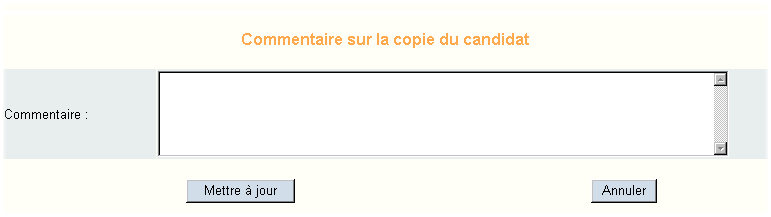 Commentaire sur la copie du candidat
Commentaire :
Mettre à jour
Annuler